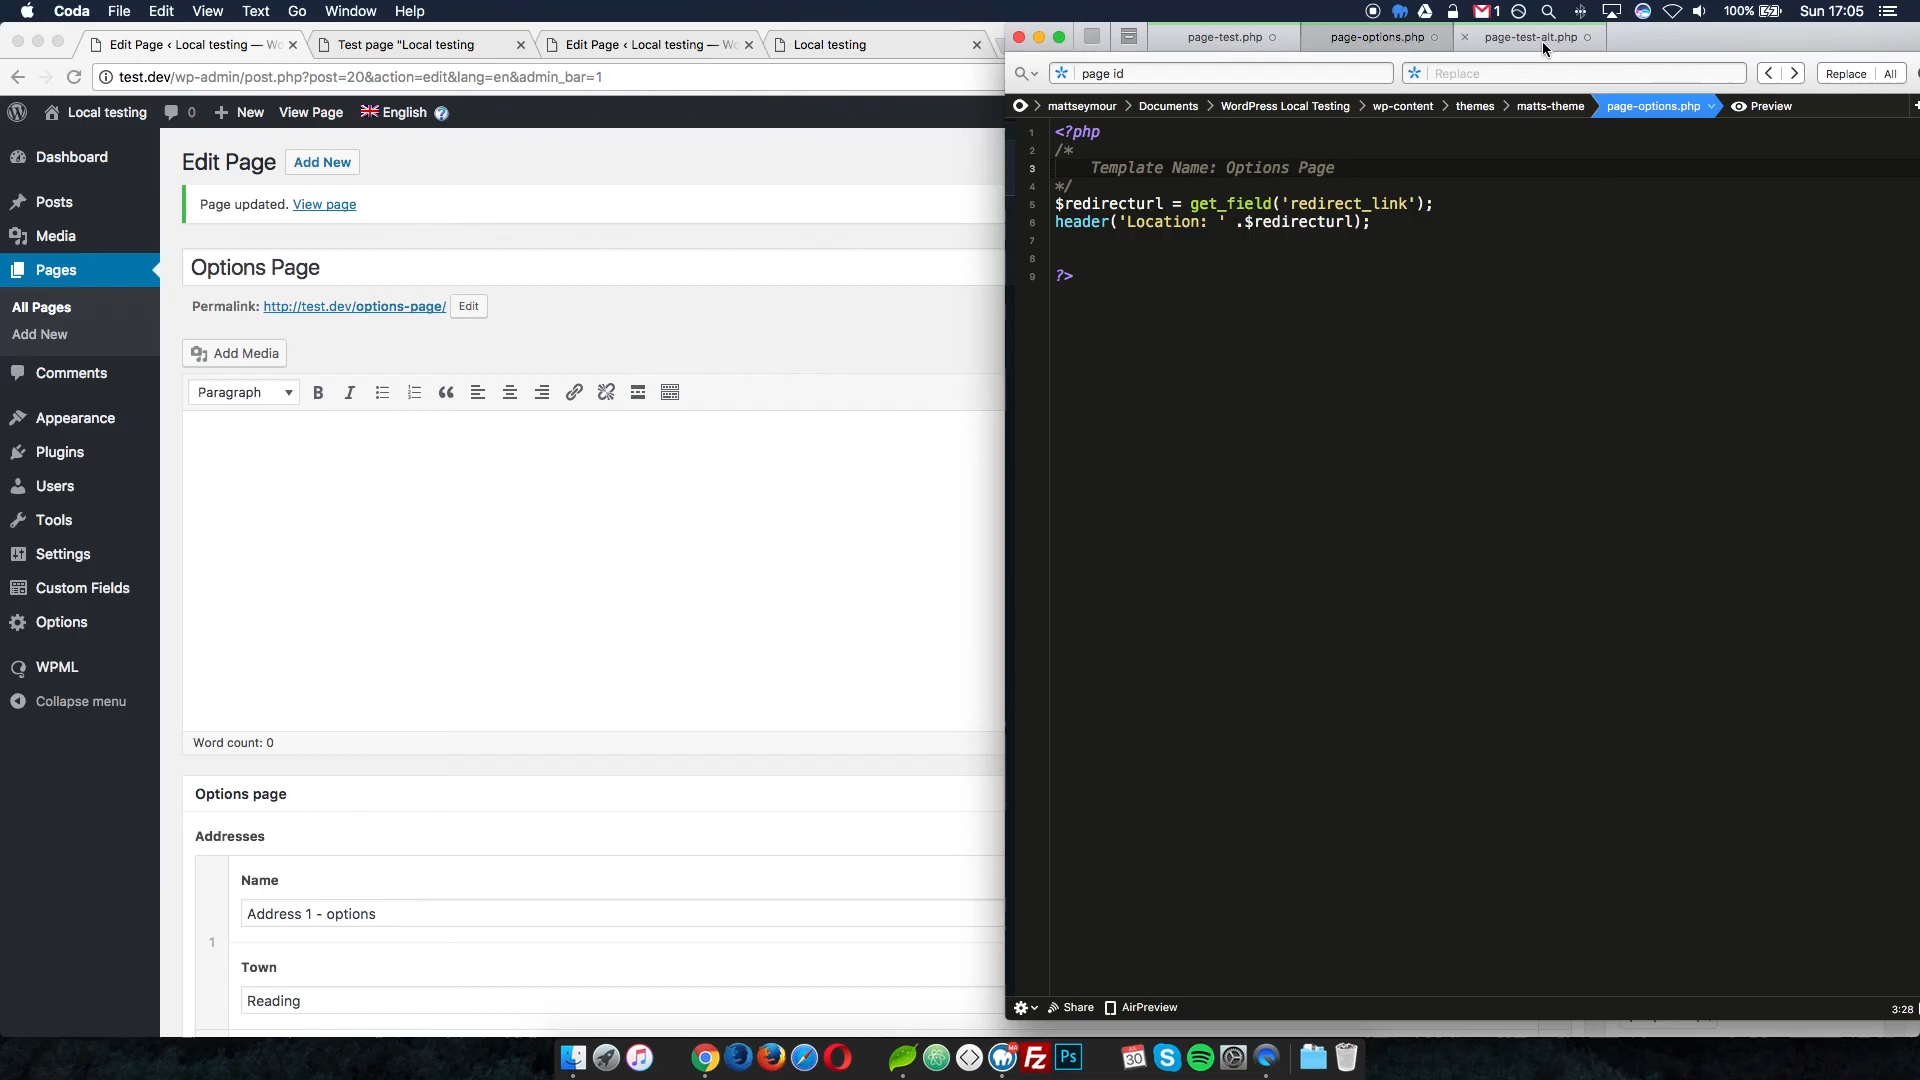 Coda File Edit View Text Go Window Help
1 100% Sun 17:05
Edit Page ‹ Local testing — Wo
Test page "Local testing
Edit Page ‹ Local testing — Wo
Local testing
test.dev/wp-admin/post.php?post=20&action=edit&lang=en&admin_bar=1
Local testing 0 New View Page English
Dashboard
Posts
Media
Pages
All Pages
Add New
Comments
Appearance
Plugins
Users
Tools
Settings
Custom Fields
Options
WPML
Collapse menu
Edit Page Add New
Page updated. View page
Options Page
Permalink: http://test.dev/options-page/ Edit
Add Media
Paragraph B I
Word count: 0
Options page
Addresses
Name
Address 1 - options
1
Town
Reading
page-test.php page-options.php page-test-alt.php
page id Replace Replace All
mattseymour Documents WordPress Local Testing wp-content themes matts-theme page-options.php Preview
1 <?php
2 /*
3 Template Name: Options Page
4 */
5 $redirecturl = get_field('redirect_link');
6 header('Location: ' .$redirecturl);
7
8
9 ?>
Share AirPreview 3:28
MA 30 Ps